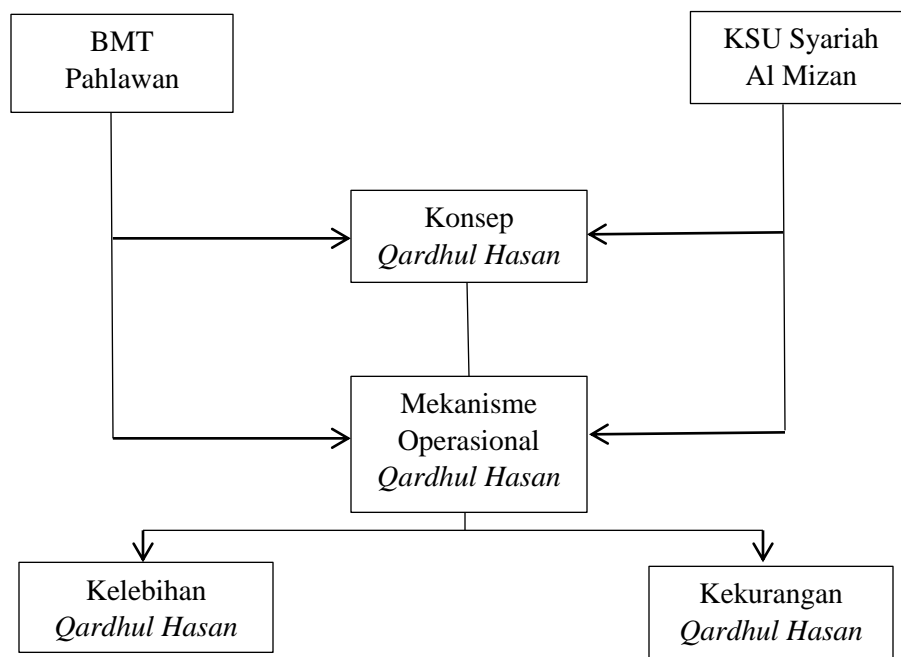 BMT
Pahlawan
KSU Syariah
Al Mizan
Konsep
Qardhul Hasan
Mekanisme
Operasional
Qardhul Hasan
Kelebihan
Qardhul Hasan
Kekurangan
Qardhul Hasan